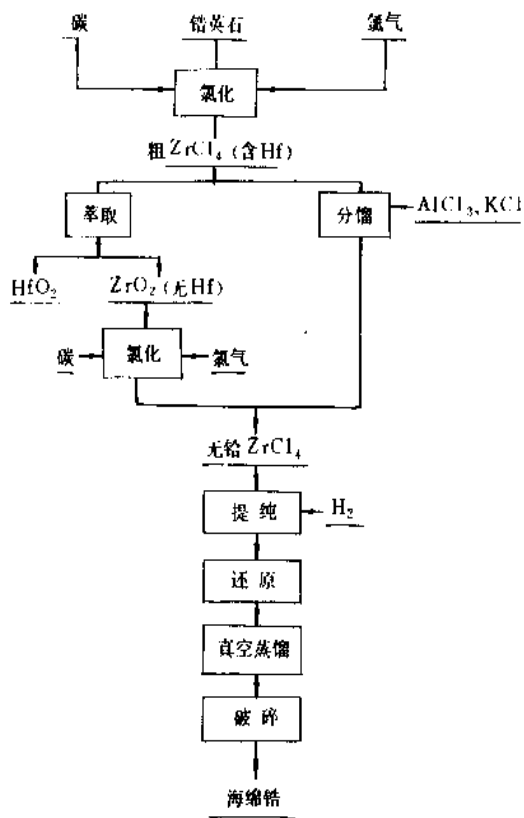 碳 锆英石 氯气
氯化
粗ZrCl₄(含Hf)
萃取 分馏 AlCl₃,KCl
HfO₂ ZrO₂(无Hf)
碳 氯化 氯气
无铪ZrCl₄
提纯 H₂
还原
真空蒸馏
破碎
海绵锆